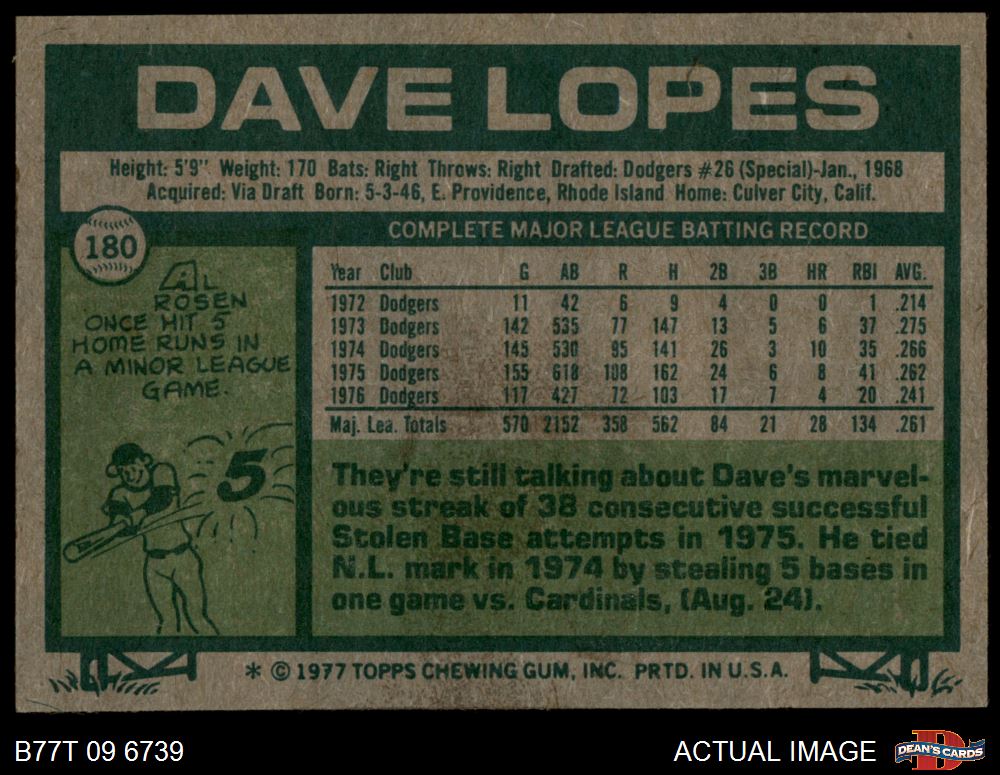 DAVE LOPES
Height: 5'9" Weight: 170 Bats: Right Throws: Right Drafted: Dodgers #26 (Special)-Jan., 1968
Acquired: Via Draft Born: 5-3-46, E. Providence, Rhode Island Home: Culver City, Calif.
180
AL
ROSEN
ONCE HIT 5
HOME RUNS IN
A MINOR LEAGUE
GAME.
5
COMPLETE MAJOR LEAGUE BATTING RECORD
Year Club G AB R H 2B 3B HR RBI AVG.
1972 Dodgers 11 42 6 9 4 0 0 1 .214
1973 Dodgers 142 535 77 147 13 5 6 37 .275
1974 Dodgers 145 530 95 141 26 3 10 35 .266
1975 Dodgers 155 618 108 162 24 6 8 41 .262
1976 Dodgers 117 427 72 103 17 7 4 20 .241
Maj. Lea. Totals 570 2152 358 562 84 21 28 134 .261
They're still talking about Dave's marvel-
ous streak of 38 consecutive successful
Stolen Base attempts in 1975. He tied
N.L. mark in 1974 by stealing 5 bases in
one game vs. Cardinals, (Aug. 24).
* © 1977 TOPPS CHEWING GUM, INC. PRTD. IN U.S.A.
B77T 09 6739
ACTUAL IMAGE
D
DEAN'S CARDS